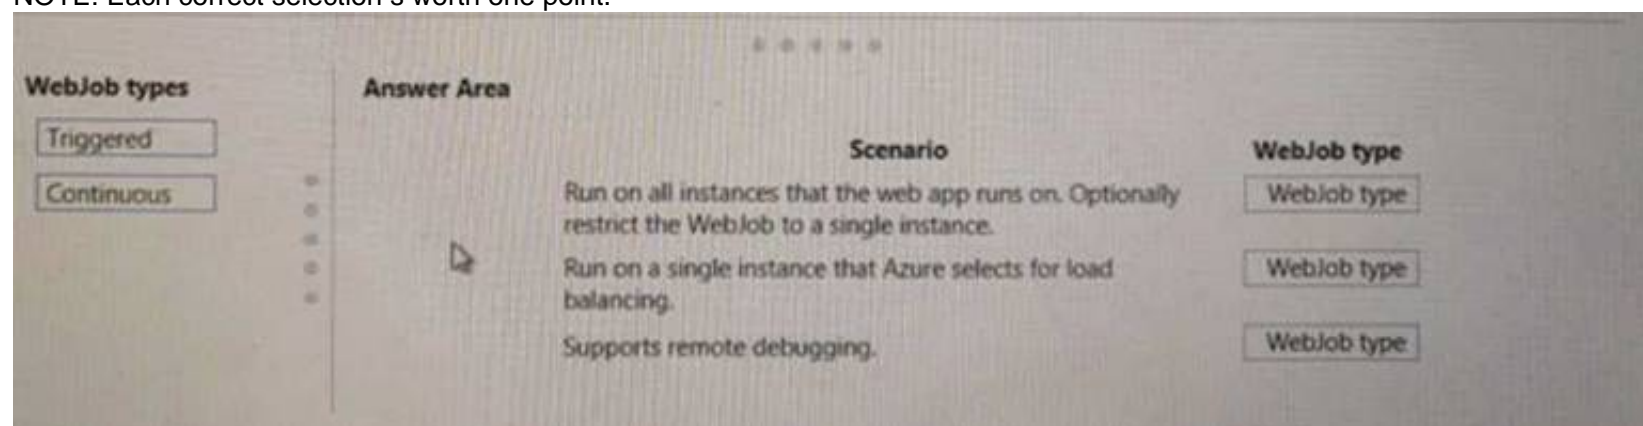 NOTE: Each correct selection's worth one point.
WebJob types
Triggered
Continuous
Answer Area
Scenario
WebJob type
Run on all instances that the web app runs on. Optionally
restrict the WebJob to a single instance.
WebJob type
Run on a single instance that Azure selects for load
balancing.
WebJob type
Supports remote debugging.
WebJob type